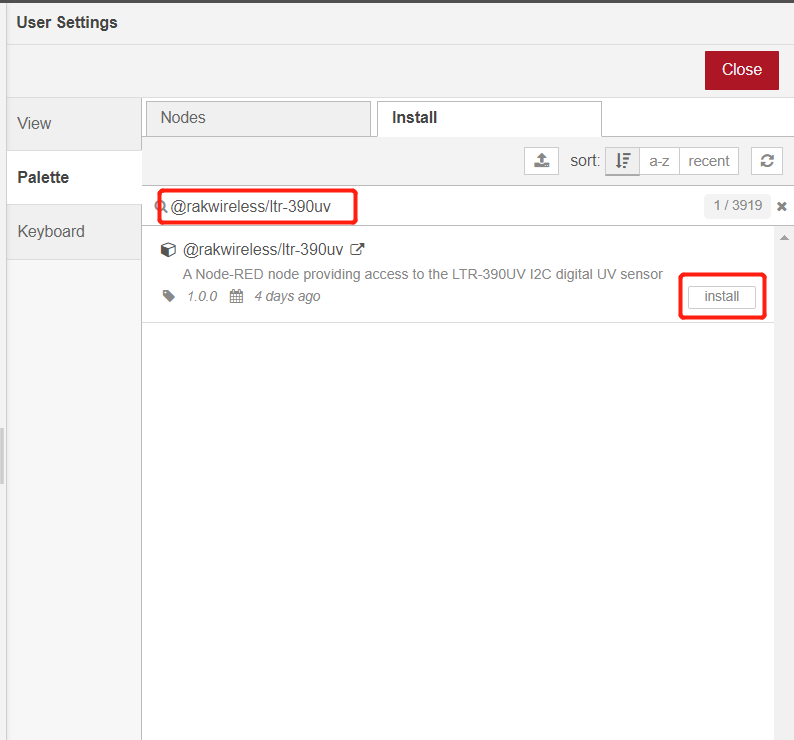 User Settings
Close
View
Palette
Keyboard
Nodes
Install
sort:
a-z
recent
@rakwireless/ltr-390uv
1 / 3919
@rakwireless/ltr-390uv
A Node-RED node providing access to the LTR-390UV I2C digital UV sensor
1.0.0 4 days ago
install